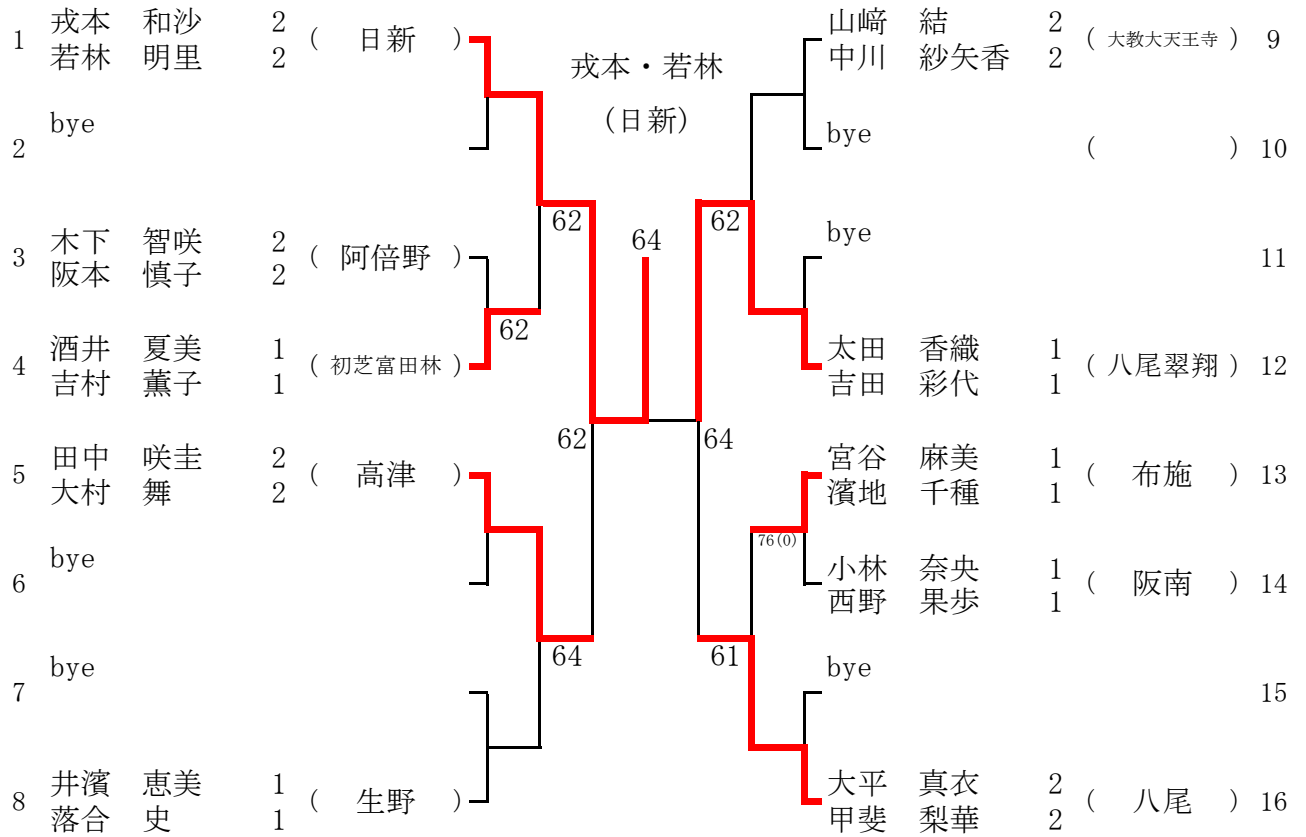 1 戎本 和沙 2 ( 日新 )
若林 明里 2
2 bye
3 木下 智咲 2 ( 阿倍野 )
阪本 慎子 2
4 酒井 夏美 1 ( 初芝富田林 )
吉村 薫子 1
5 田中 咲圭 2 ( 高津 )
大村 舞 2
6 bye
7 bye
8 井濱 恵美 1 ( 生野 )
落合 史 1
戎本・若林
(日新)
62
62
64
62
64
62
64
76(0)
61
山﨑 結 2 ( 大教大天王寺 ) 9
中川 紗矢香 2
bye ( ) 10
bye 11
太田 香織 1 ( 八尾翠翔 ) 12
吉田 彩代 1
宮谷 麻美 1 ( 布施 ) 13
濱地 千種 1
小林 奈央 1 ( 阪南 ) 14
西野 果歩 1
bye 15
大平 真衣 2 ( 八尾 ) 16
甲斐 梨華 2